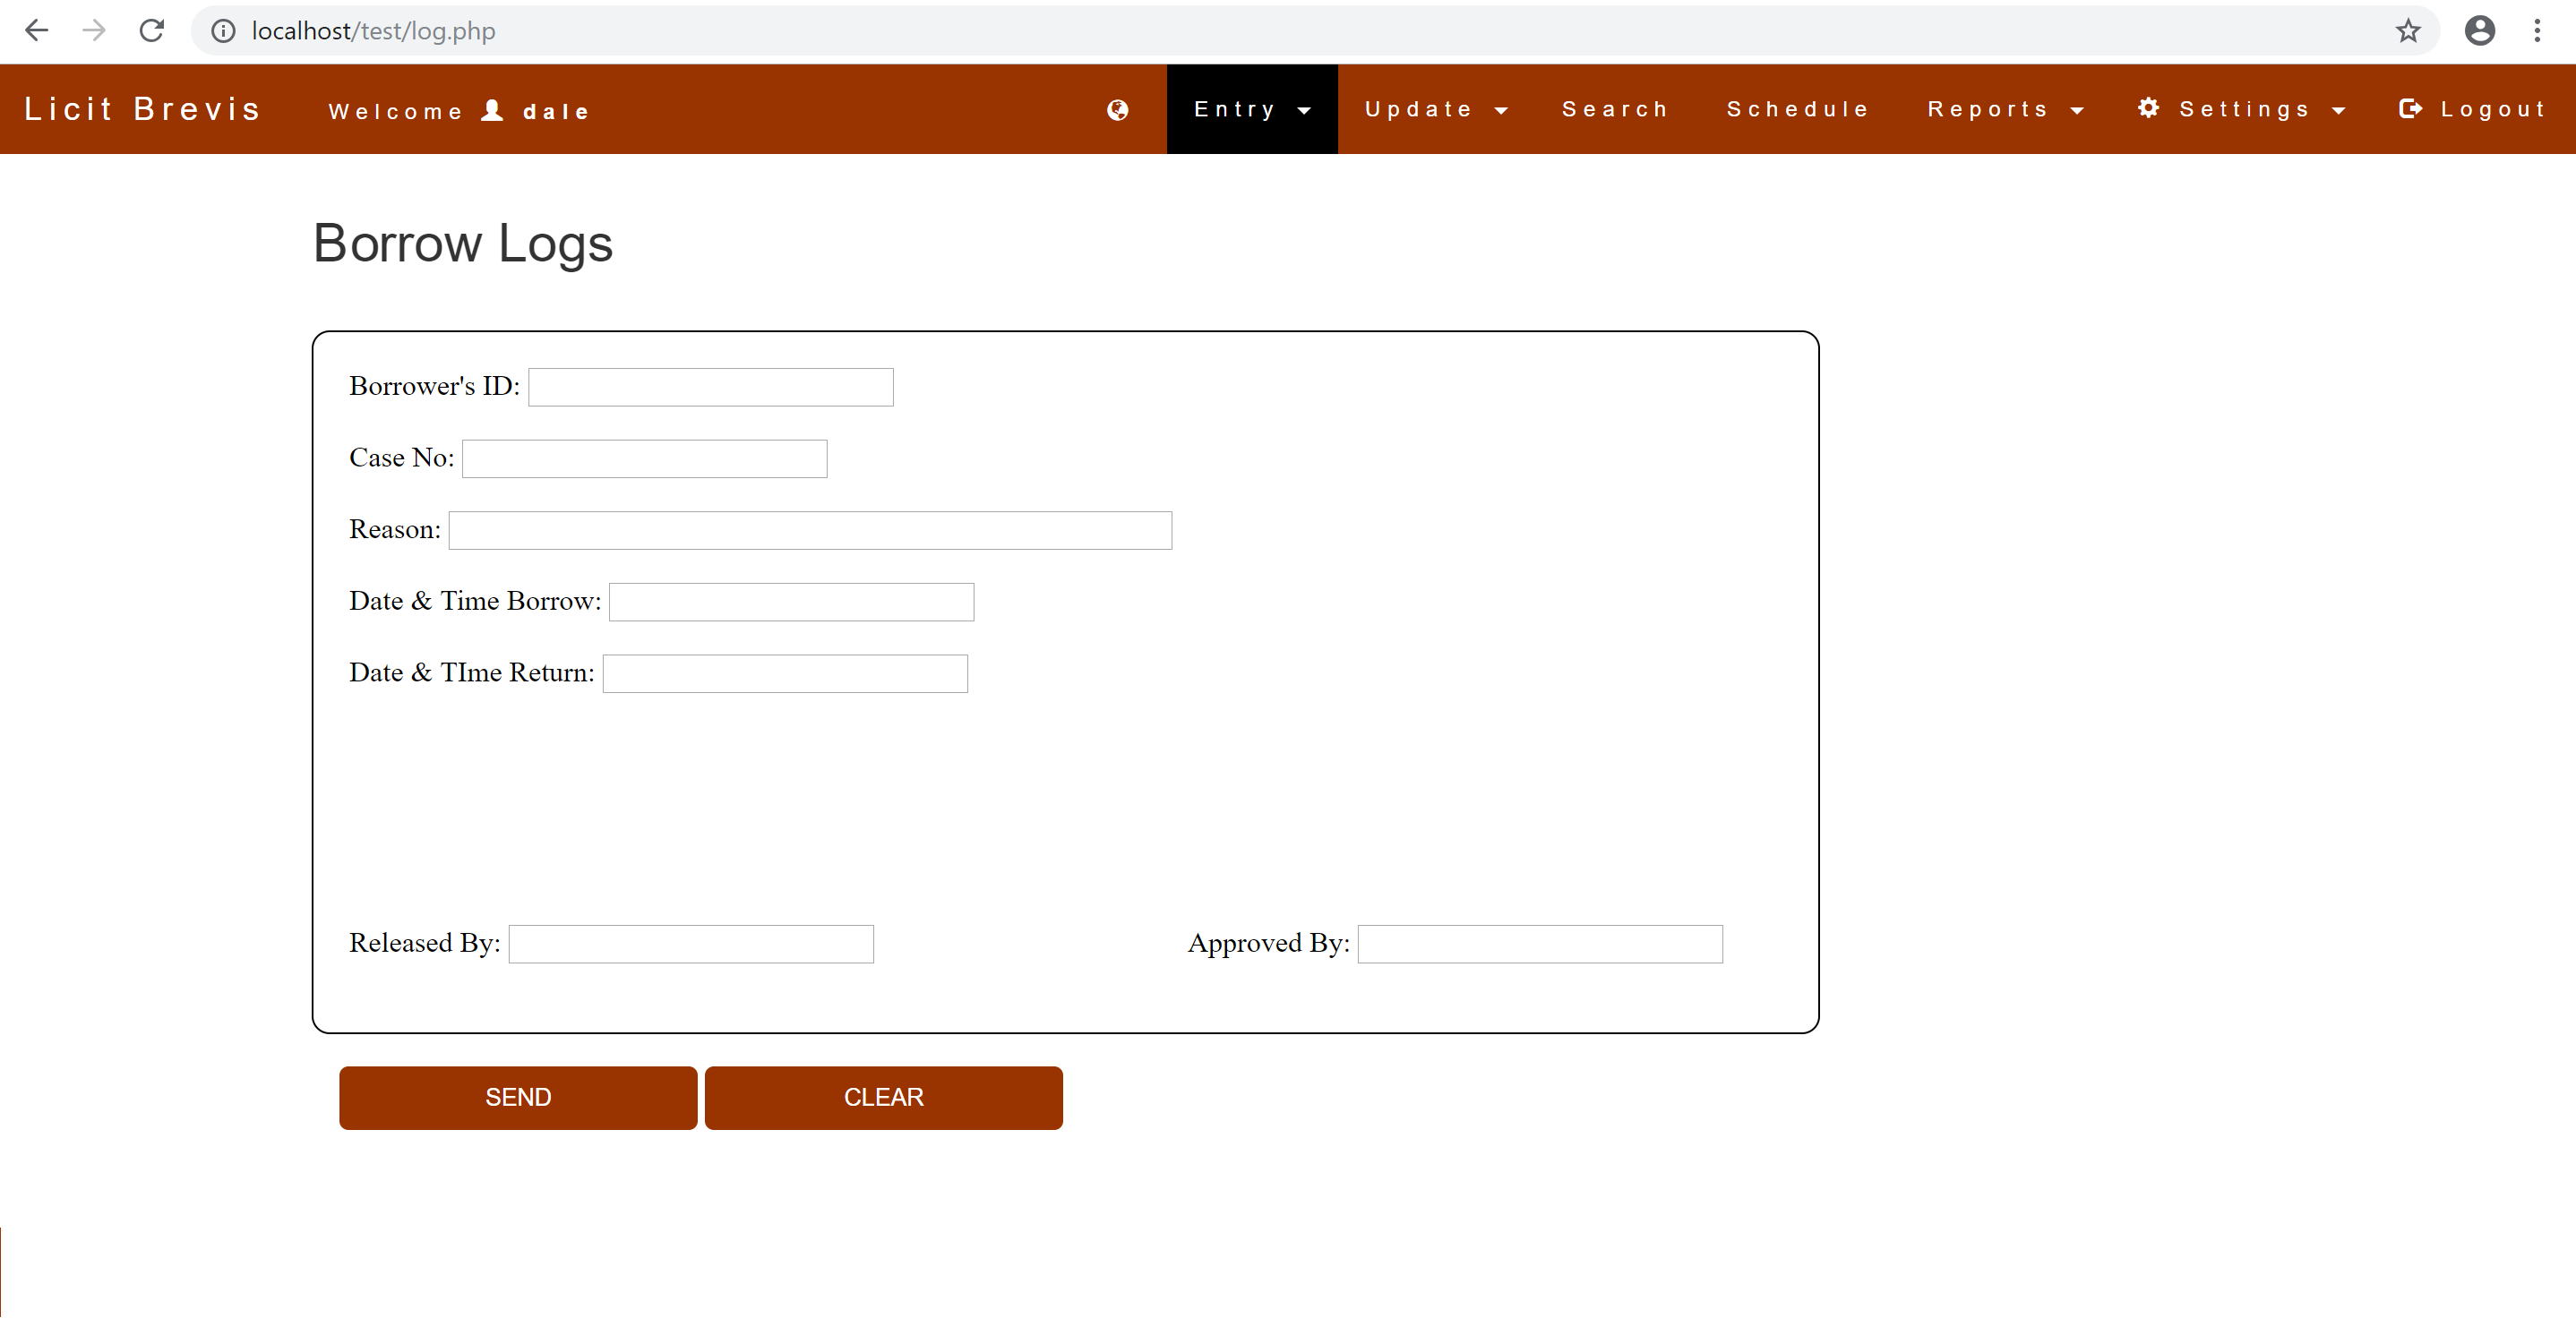 localhost/test/log.php
Licit Brevis Welcome dale Entry Update Search Schedule Reports Settings Logout
Borrow Logs
Borrower's ID:
Case No:
Reason:
Date & Time Borrow:
Date & TIme Return:
Released By: Approved By:
SEND CLEAR